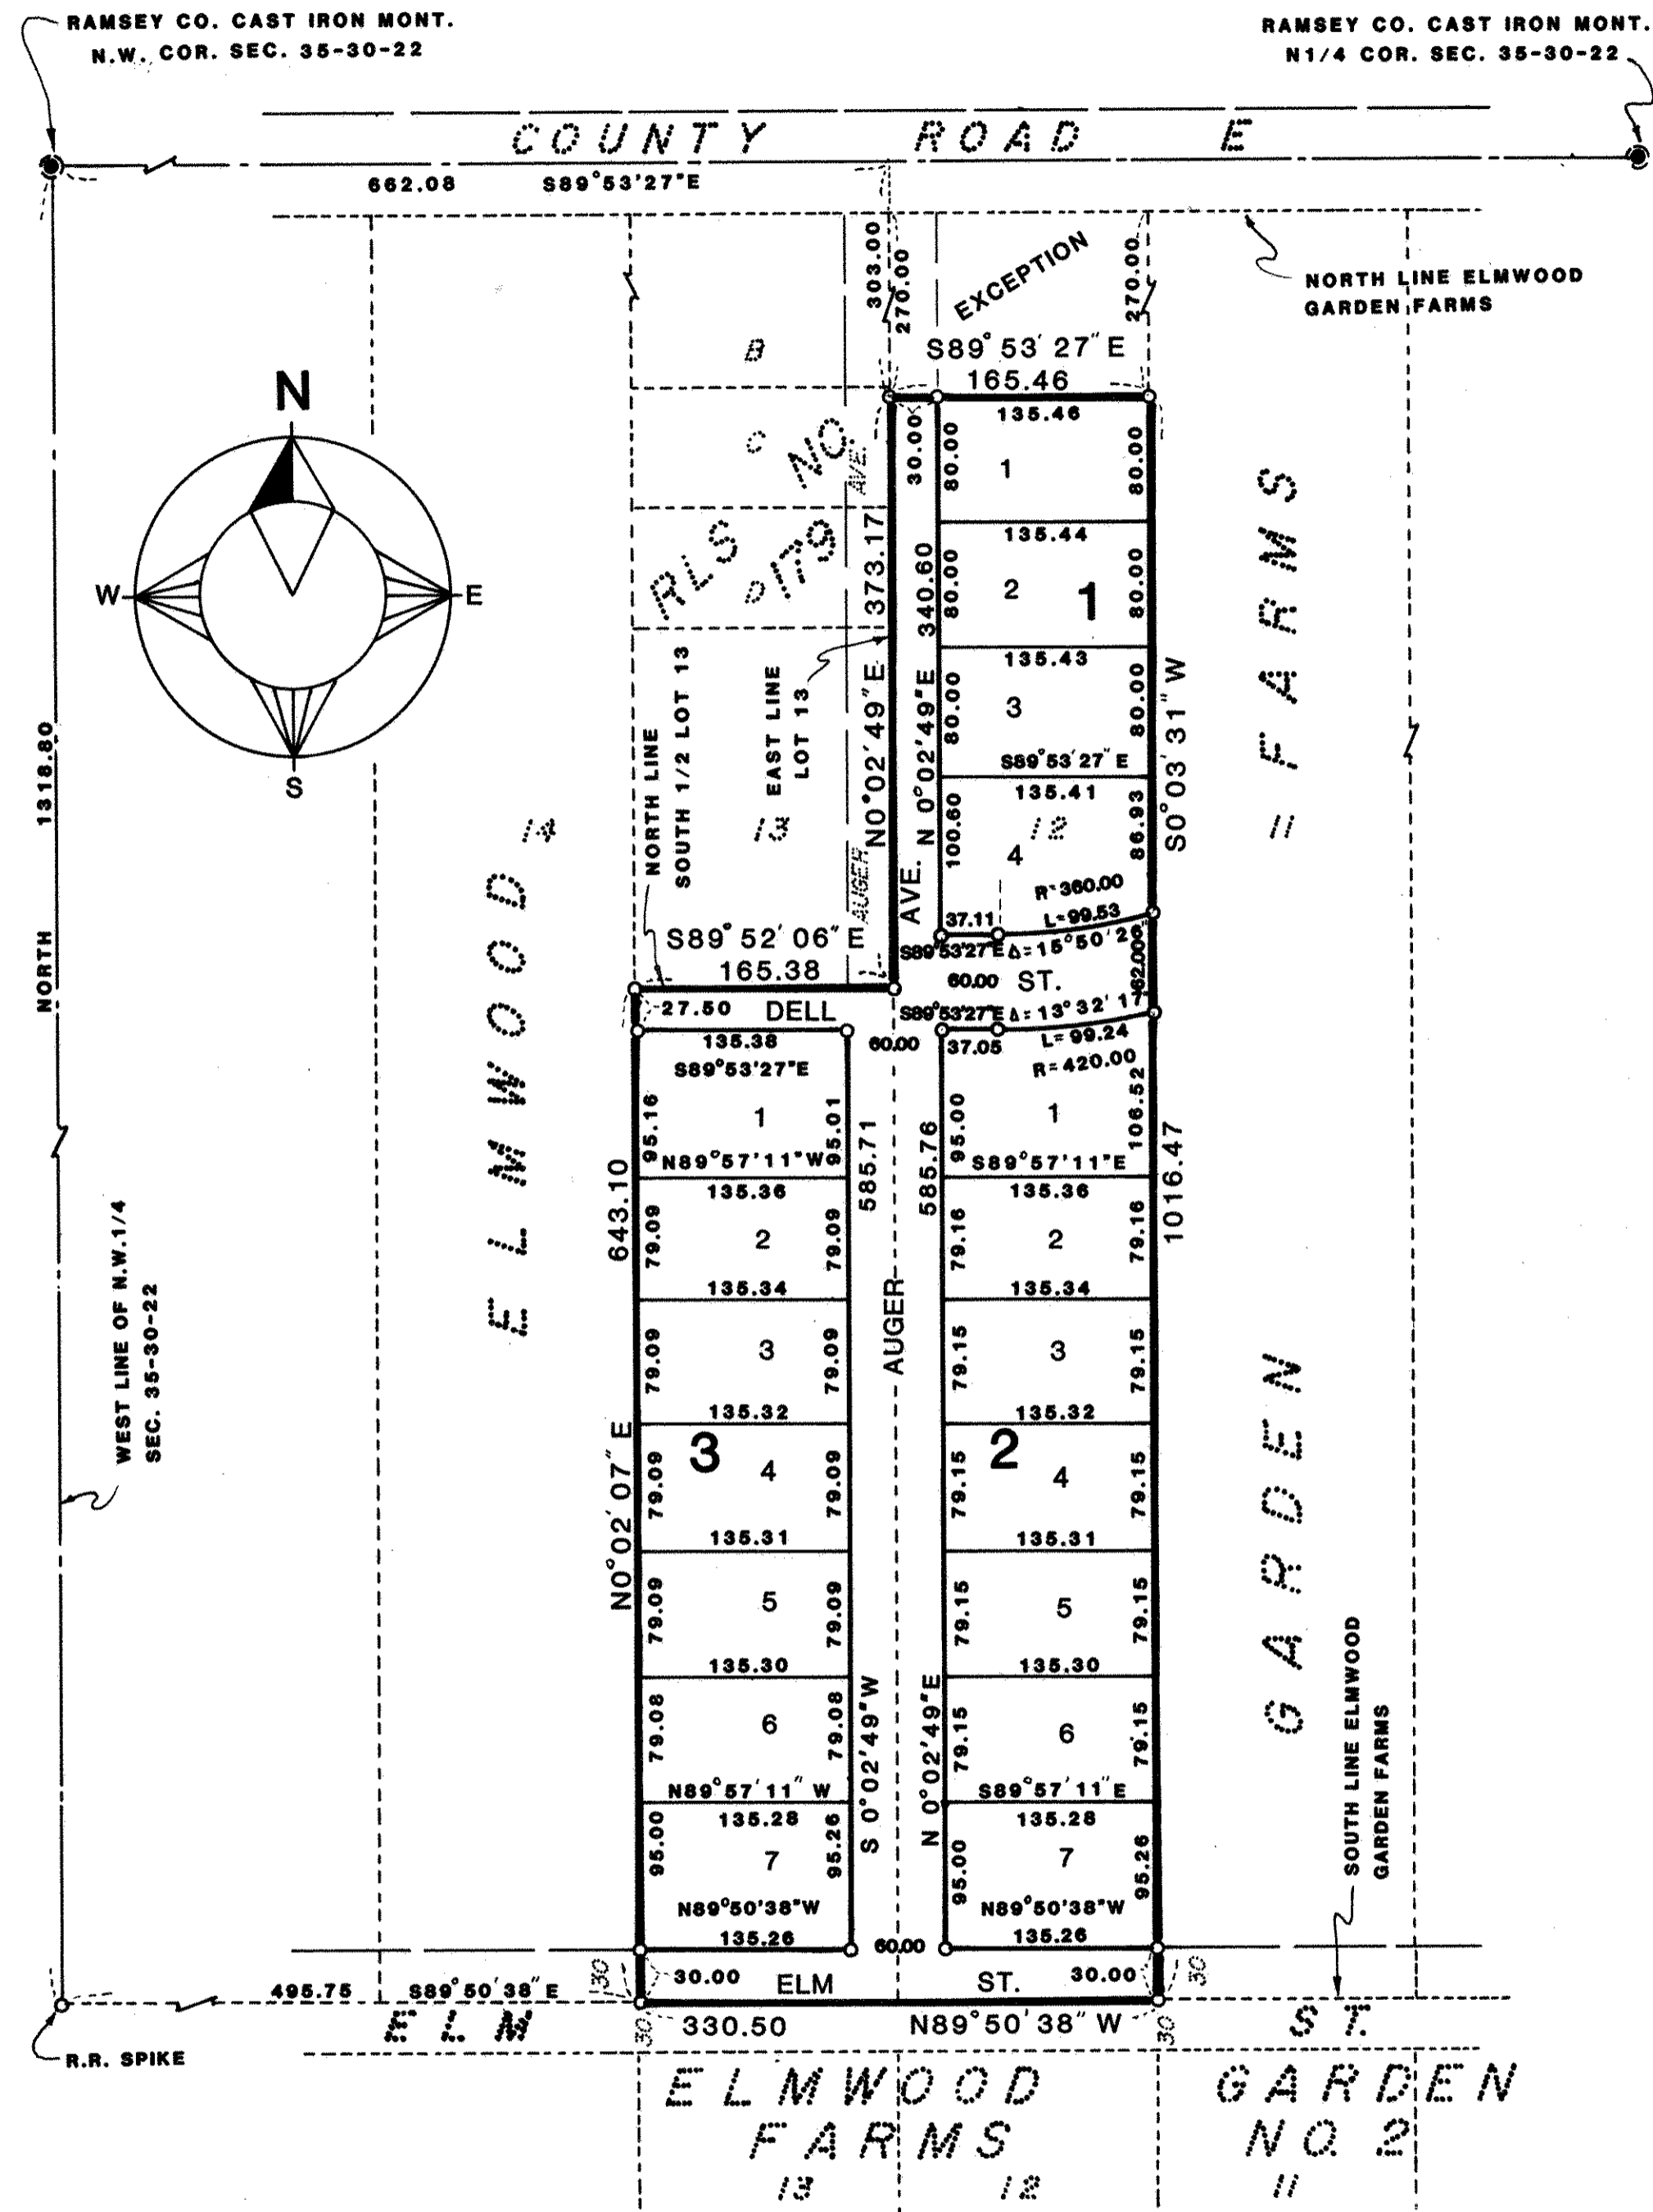 RAMSEY CO. CAST IRON MONT.
N.W. COR. SEC. 35-30-22
RAMSEY CO. CAST IRON MONT.
N1/4 COR. SEC. 35-30-22
COUNTY ROAD E
662.08 S89°53'27"E
NORTH LINE ELMWOOD
GARDEN FARMS
303.00
270.00
EXCEPTION
270.00
S89°53'27"E
165.46
N
W
E
S
B
C
D
RLS NO.
179
AVE.
13
EAST LINE
LOT 13
NORTH LINE
SOUTH 1/2 LOT 13
AUGER
N0°02'49"E 373.17
30.00
N 0°02'49"E 340.60
AVE.
135.46
80.00
1
80.00
135.44
80.00
2
1
80.00
135.43
80.00
3
80.00
S89°53'27"E
135.41
100.60
12
4
86.93
R=360.00
37.11
L=99.53
S89°53'27"E Δ=15°50'26"
S0°03'31" W
1016.47
S89°52'06"E
165.38
60.00 ST.
62.00
27.50 DELL
S89°53'27"E Δ=13°32'17"
135.38
60.00
37.05
L=99.24
R=420.00
S89°53'27"E
95.16
1
95.01
95.00
1
106.52
N89°57'11"W
S89°57'11"E
135.36
135.36
79.09
2
79.09
79.16
2
79.16
135.34
135.34
79.09
3
79.09
79.15
3
79.15
135.32
135.32
3
2
79.09
4
79.09
79.15
4
79.15
135.31
135.31
79.09
5
79.09
79.15
5
79.15
135.30
135.30
79.08
6
79.08
79.15
6
79.15
N89°57'11" W
S89°57'11"E
135.28
135.28
95.00
7
95.26
95.00
7
95.26
N89°50'38"W
N89°50'38"W
135.26
60.00
135.26
N0°02'07"E
643.10
S 0°02'49"W
585.71
AUGER
N 0°02'49"E
585.76
NORTH 1318.80
WEST LINE OF N.W.1/4
SEC. 35-30-22
ELMWOOD
14
GARDEN FARMS
11
SOUTH LINE ELMWOOD
GARDEN FARMS
30
30.00 ELM ST. 30.00
30
495.75 S89°50'38"E
ELM
ST.
30
330.50 N89°50'38" W
30
R.R. SPIKE
ELMWOOD GARDEN
FARMS NO. 2
13 12 11